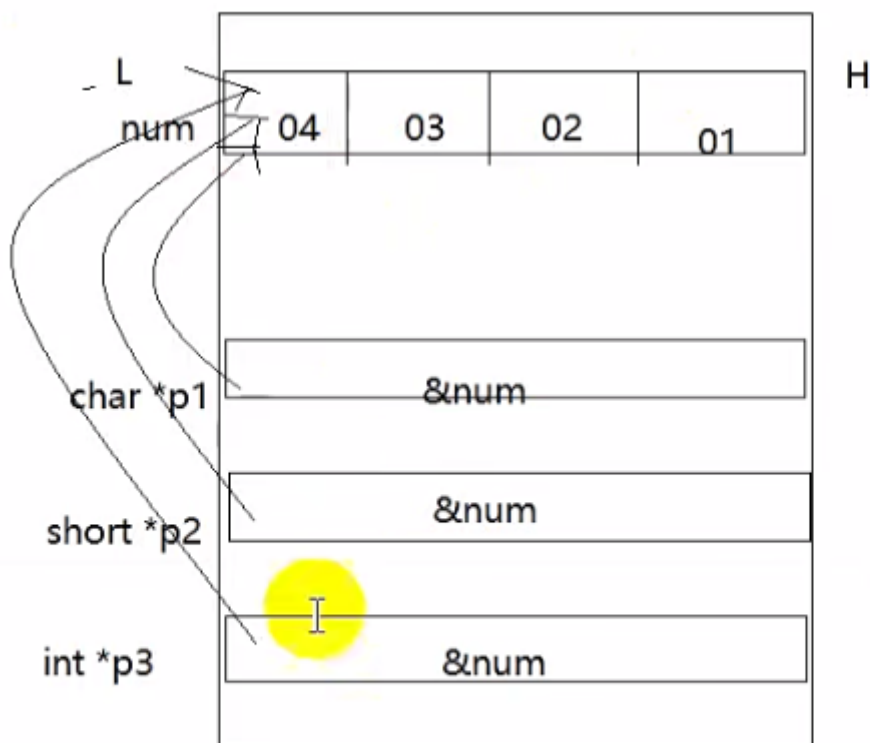 L H
num 04 03 02 01
char *p1 &num
short *p2 &num
int *p3 &num